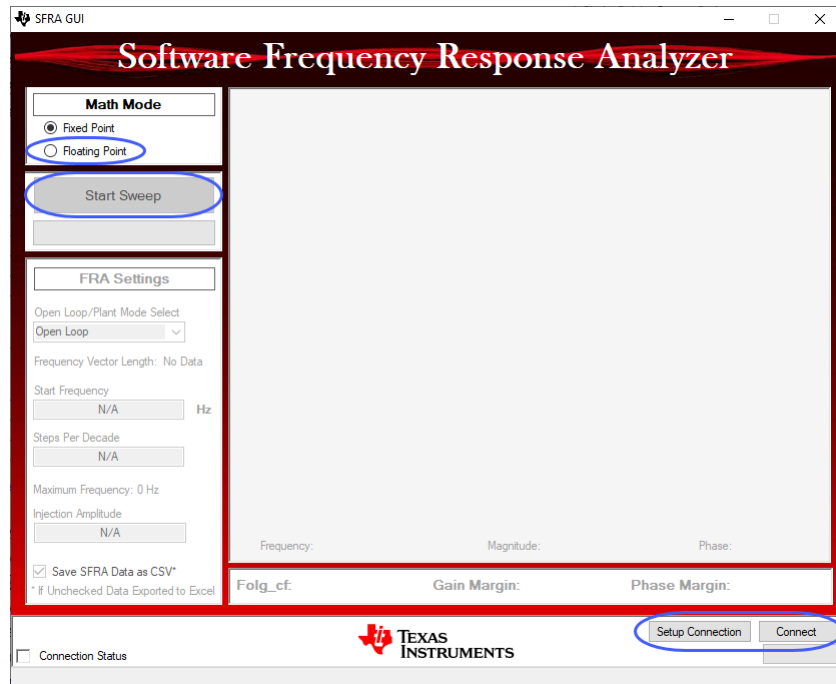 SFRA GUI
Software Frequency Response Analyzer
Math Mode
Fixed Point
Floating Point
Start Sweep
FRA Settings
Open Loop/Plant Mode Select
Open Loop
Frequency Vector Length: No Data
Start Frequency
N/A Hz
Steps Per Decade
N/A
Maximum Frequency: 0 Hz
Injection Amplitude
N/A
Save SFRA Data as CSV*
* If Unchecked Data Exported to Excel
Frequency: Magnitude: Phase:
Folg_cf: Gain Margin: Phase Margin:
Connection Status
TEXAS
INSTRUMENTS
Setup Connection Connect